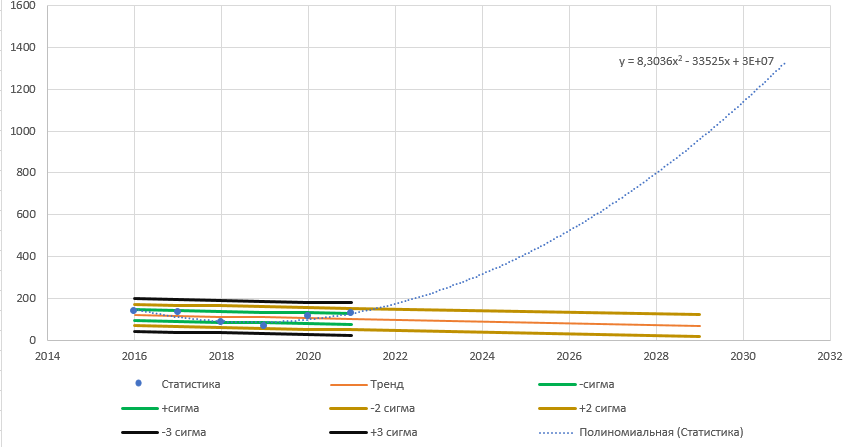 1600
1400
1200
1000
800
600
400
200
0
y = 8,3036x² - 33525x + 3E+07
2014 2016 2018 2020 2022 2024 2026 2028 2030 2032
Статистика Тренд -сигма
+сигма -2 сигма +2 сигма
-3 сигма +3 сигма Полиномиальная (Статистика)